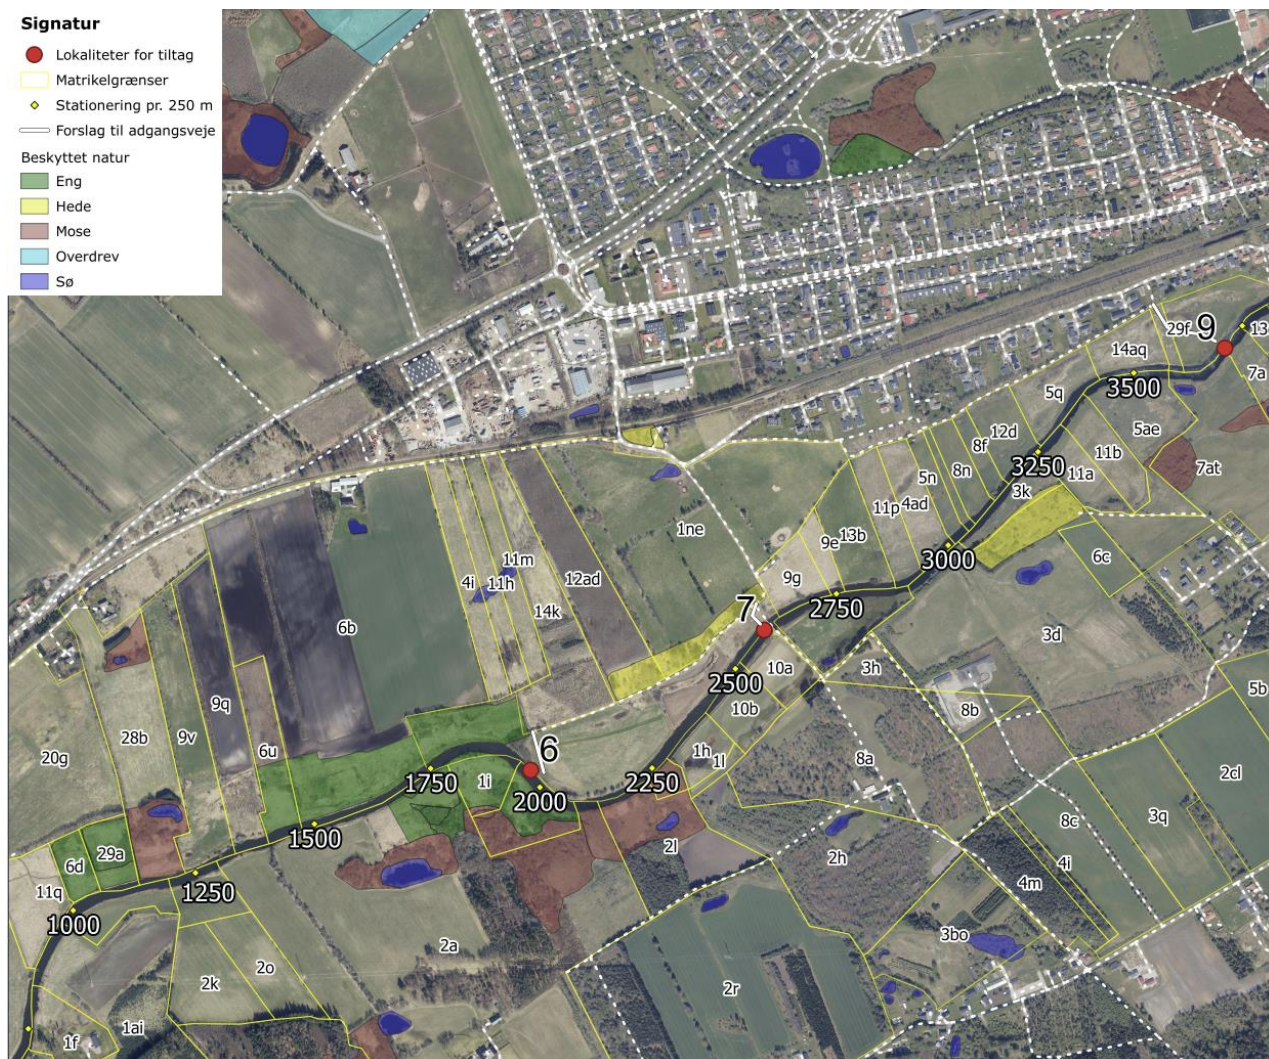 Signatur
Lokaliteter for tiltag
Matrikelgrænser
Stationering pr. 250 m
Forslag til adgangsveje
Beskyttet natur
Eng
Hede
Mose
Overdrev
Sø
29f
9
13
14aq
7a
3500
5q
5ae
12d
8f
11b
3250
7at
11a
5n
8n
3k
1ne
11p
4ad
9e
13b
11m
4i
11h
12ad
3000
6c
9g
14k
2750
7
6b
3d
10a
3h
2500
5b
9q
10b
8b
28b
9v
6
6u
1h
1l
8a
20g
1750
1i
2250
2cl
2000
1500
3q
8c
2l
2h
29a
6d
4i
1250
4m
11q
1000
3bo
2a
2o
2k
2r
1ai
1f